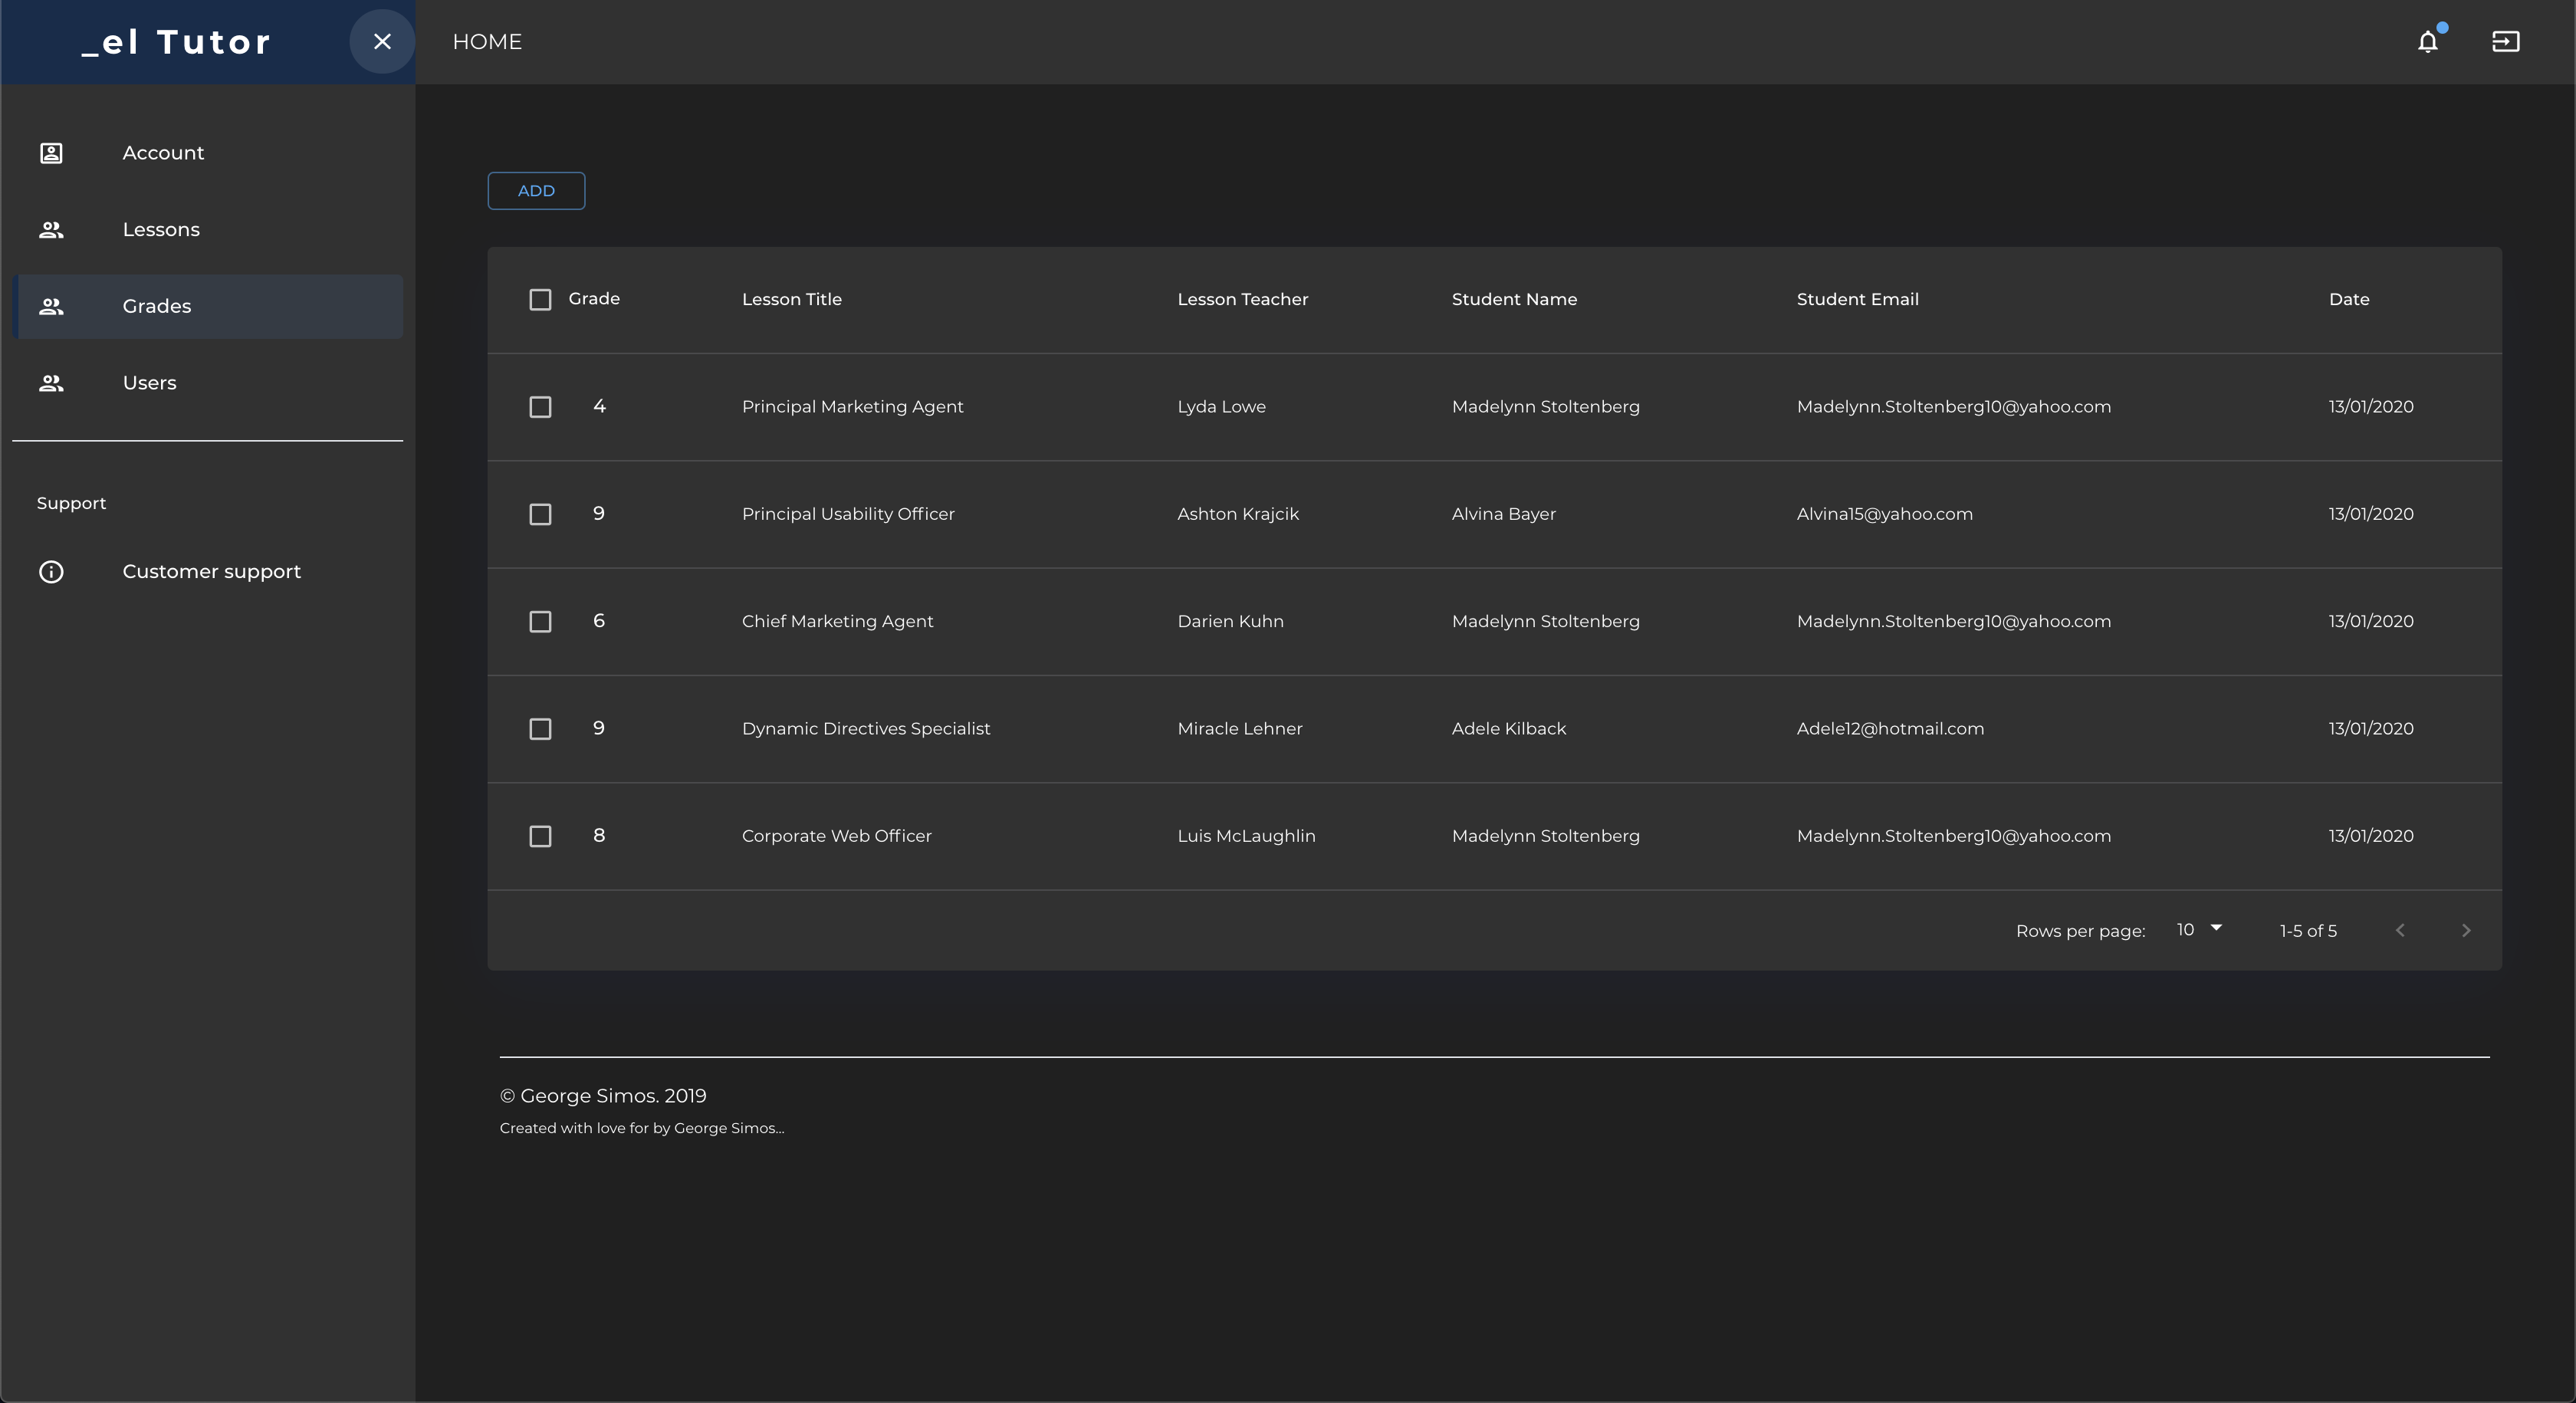 _el Tutor
HOME
Account
Lessons
Grades
Users
Support
Customer support
ADD
Grade Lesson Title Lesson Teacher Student Name Student Email Date
4 Principal Marketing Agent Lyda Lowe Madelynn Stoltenberg Madelynn.Stoltenberg10@yahoo.com 13/01/2020
9 Principal Usability Officer Ashton Krajcik Alvina Bayer Alvina15@yahoo.com 13/01/2020
6 Chief Marketing Agent Darien Kuhn Madelynn Stoltenberg Madelynn.Stoltenberg10@yahoo.com 13/01/2020
9 Dynamic Directives Specialist Miracle Lehner Adele Kilback Adele12@hotmail.com 13/01/2020
8 Corporate Web Officer Luis McLaughlin Madelynn Stoltenberg Madelynn.Stoltenberg10@yahoo.com 13/01/2020
Rows per page: 10 1-5 of 5
© George Simos. 2019
Created with love for by George Simos...